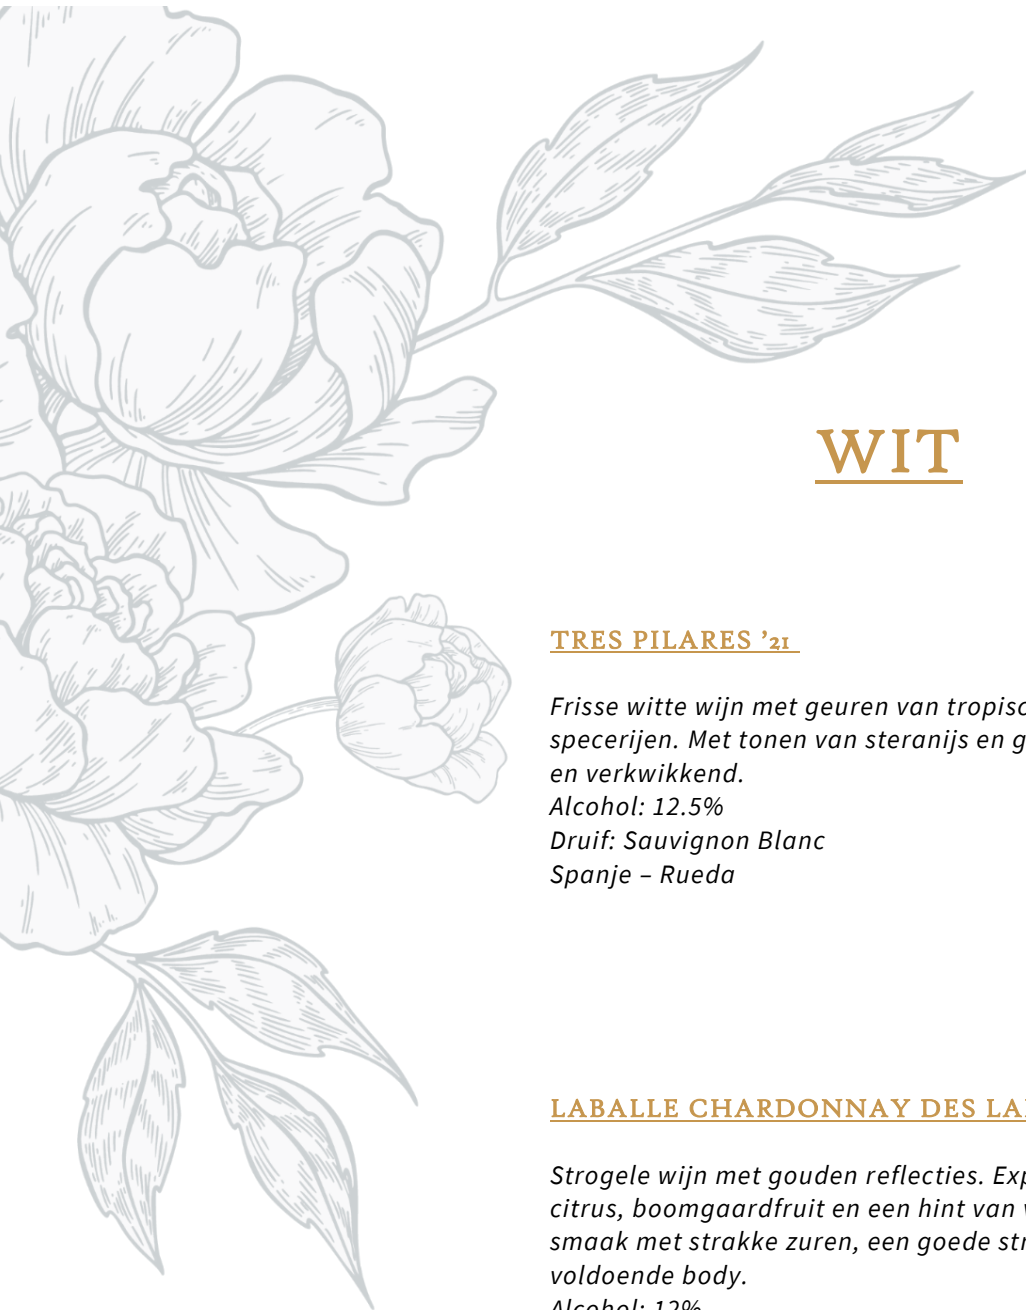 WIT
TRES PILARES ’21
Frisse witte wijn met geuren van
specerijen. Met tonen van steranijs en
en verkwikkend.
Alcohol: 12.5%
Druif: Sauvignon Blanc
Spanje – Rueda
LABALLE CHARDONNAY DES
Strogele wijn met gouden reflecties.
citrus, boomgaardfruit en een hint van
smaak met strakke zuren, een goede
voldoende body.
Alcohol: 12%